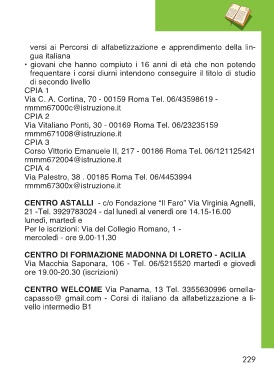 versi ai Percorsi di alfabetizzazione e apprendimento della lin-
gua italiana
• giovani che hanno compiuto i 16 anni di età che non potendo
frequentare i corsi diurni intendono conseguire il titolo di studio
di secondo livello
CPIA 1
Via C. A. Cortina, 70 - 00159 Roma Tel. 06/43598619 -
rmmm67000c@istruzione.it
CPIA 2
Via Vitaliano Ponti, 30 - 00169 Roma Tel. 06/23235159
rmmm671008@istruzione.it
CPIA 3
Corso Vittorio Emanuele II, 217 - 00186 Roma Tel. 06/121125421
rmmm672004@istruzione.it
CPIA 4
Via Palestro, 38 . 00185 Roma Tel. 06/4453994
rmmm67300x@istruzione.it
CENTRO ASTALLI - c/o Fondazione “Il Faro” Via Virginia Agnelli,
21 -Tel. 3929783024 - dal lunedì al venerdì ore 14.15-16.00
lunedì, martedì e
Per le iscrizioni: Via del Collegio Romano, 1 -
mercoledì - ore 9.00-11.30
CENTRO DI FORMAZIONE MADONNA DI LORETO - ACILIA
Via Macchia Saponara, 106 - Tel. 06/5215520 martedì e giovedì
ore 19.00-20.30 (iscrizioni)
CENTRO WELCOME Via Panama, 13 Tel. 3355630996 ornella-
capasso@ gmail.com - Corsi di italiano da alfabetizzazione a li-
vello intermedio B1
229